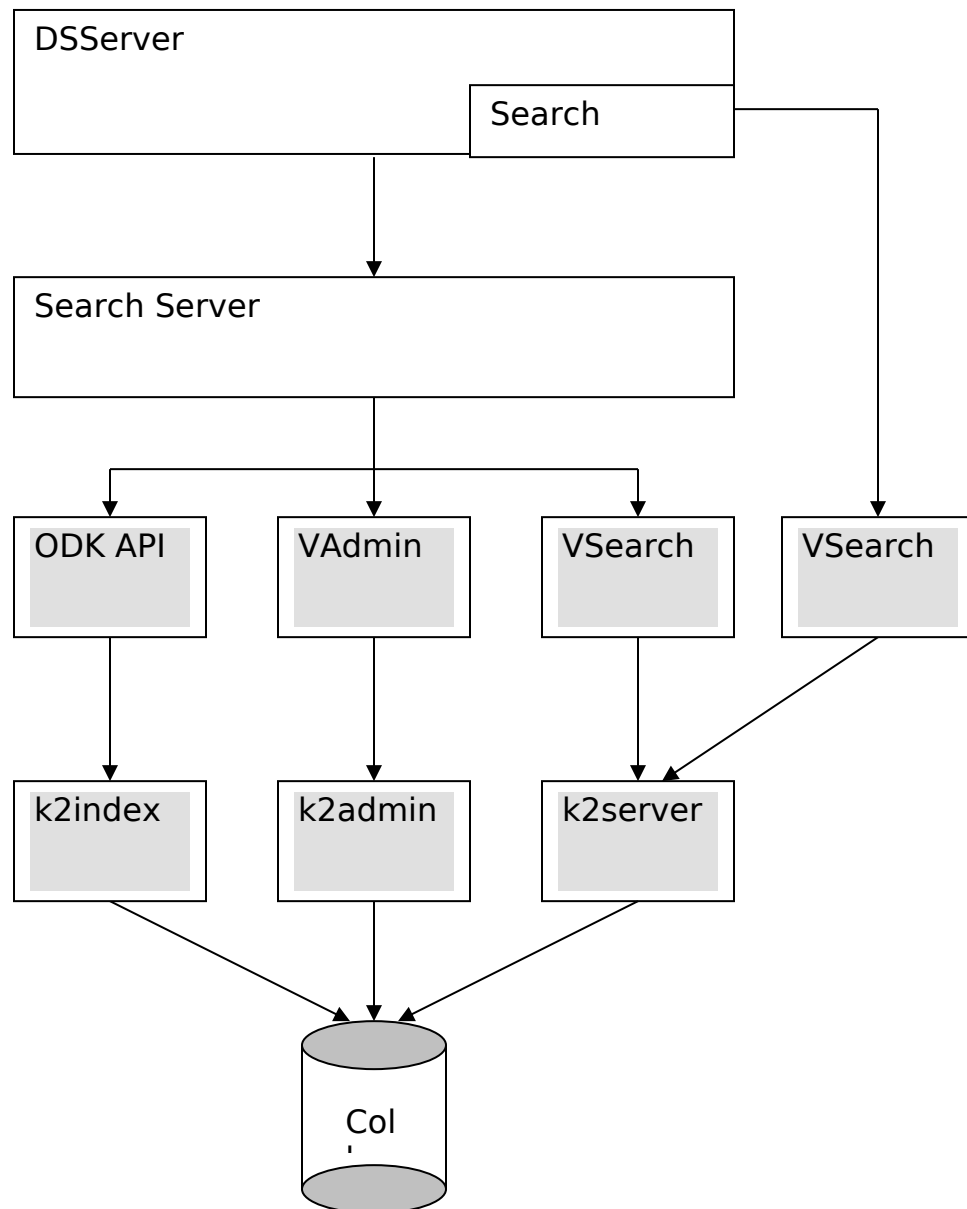 DSServer
Search
Search Server
ODK API
VAdmin
VSearch
VSearch
k2index
k2admin
k2server
Col